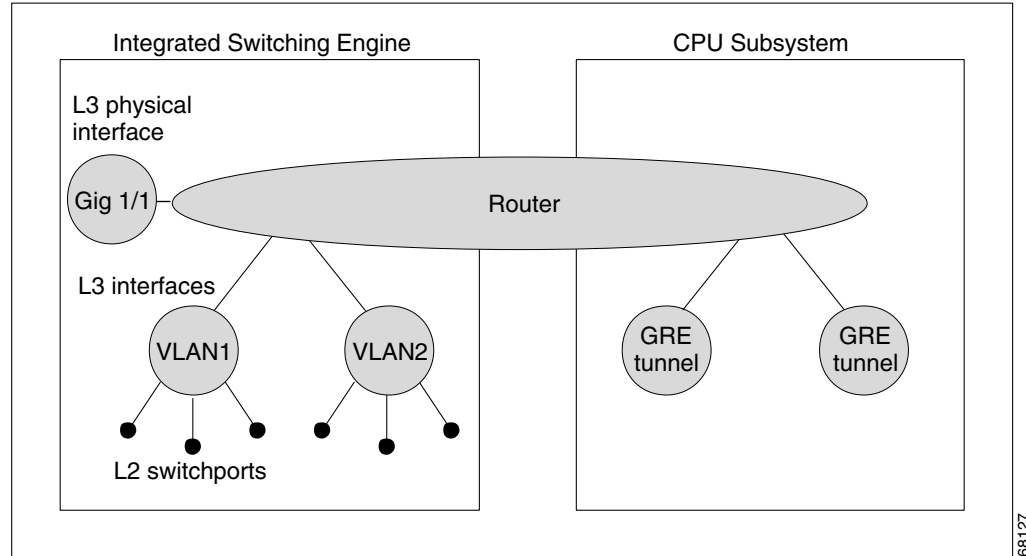 Integrated Switching Engine
CPU Subsystem
L3 physical
interface
Gig 1/1
Router
L3 interfaces
VLAN1
VLAN2
GRE
tunnel
GRE
tunnel
L2 switchports
68127